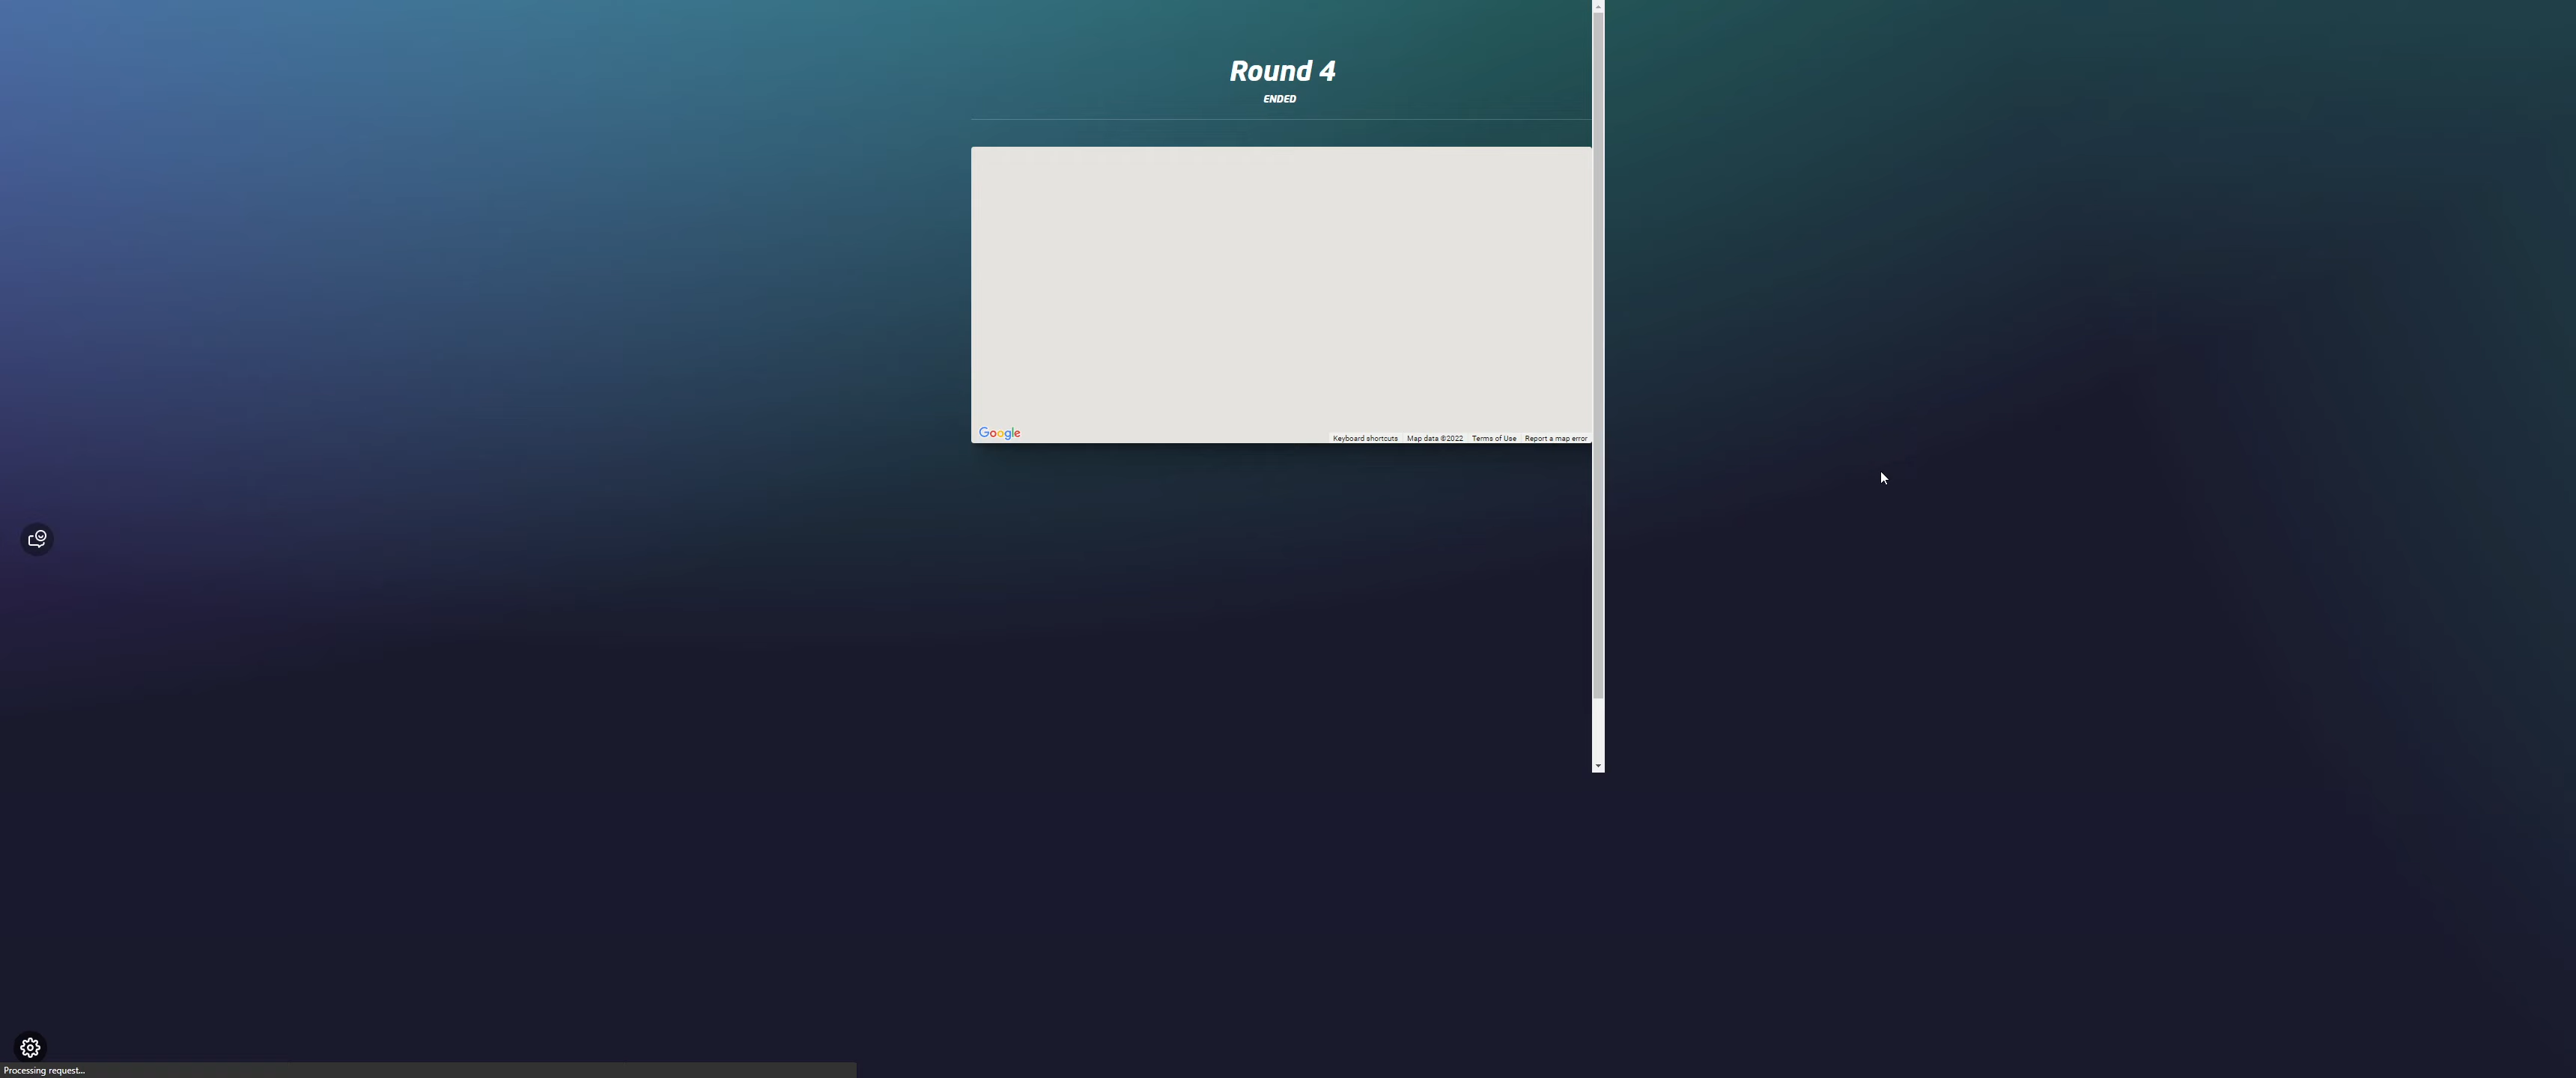 Round 4
ENDED
Google
Keyboard shortcuts Map data ©2022 Terms of Use Report a map error
Processing request...